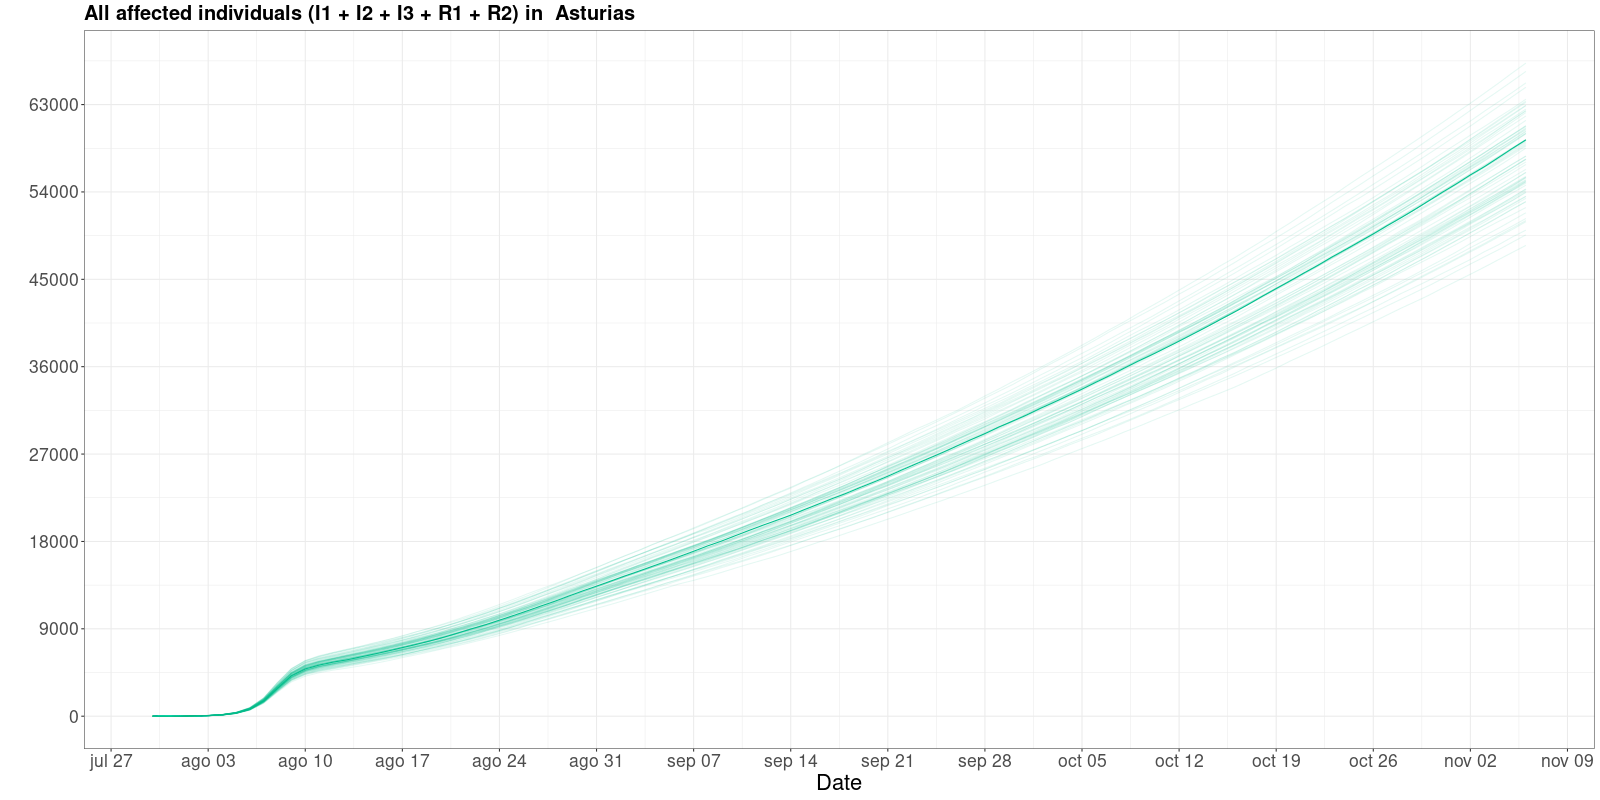 All affected individuals (I1 + I2 + I3 + R1 + R2) in  Asturias
63000
54000
45000
36000
27000
18000
9000
0
jul 27 ago 03 ago 10 ago 17 ago 24 ago 31 sep 07 sep 14 sep 21 sep 28 oct 05 oct 12 oct 19 oct 26 nov 02 nov 09
Date